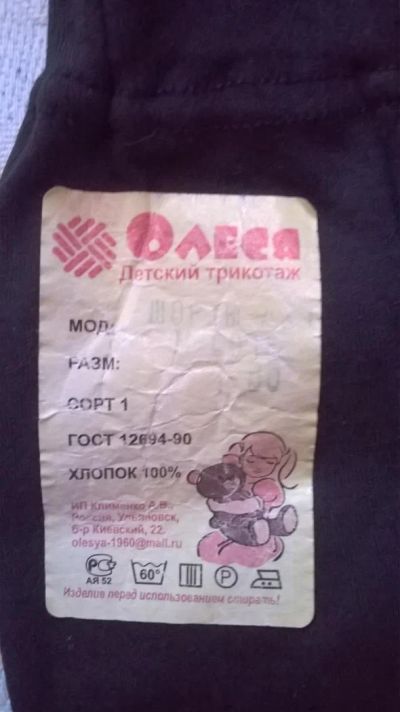 Олеся
Детский трикотаж
МОД:
РАЗМ:
СОРТ 1
ГОСТ 12694-90
ХЛОПОК 100%
ИП Клименко А.В.,
Россия, Ульяновск,
б-р Киевский, 22.
olesya-1960@mail.ru
РС
АЯ 52
60°
Р
Изделие перед использованием стирать!